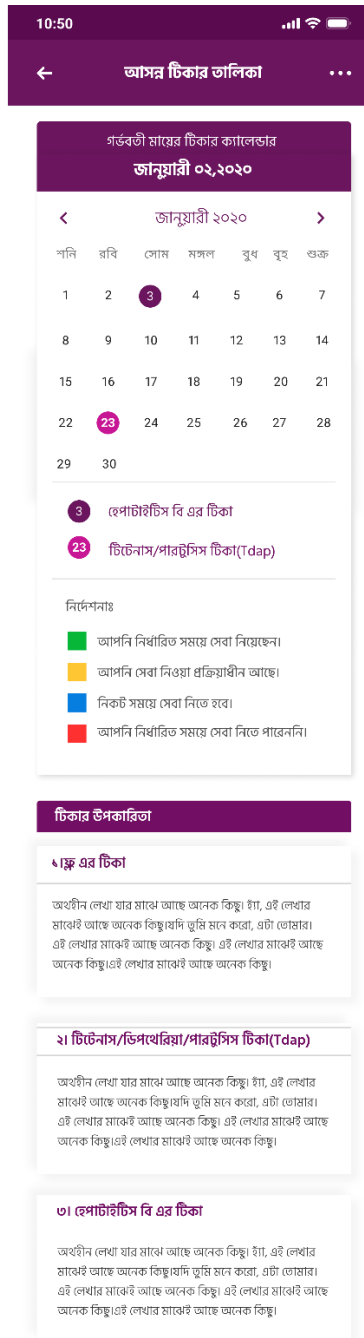 10:50
আসন্ন টিকার তালিকা
গর্ভবতী মায়ের টিকার ক্যালেন্ডার
জানুয়ারী ০২,২০২০
জানুয়ারী ২০২০
শনি রবি সোম মঙ্গল বুধ বৃহ শুক্র
1 2 3 4 5 6 7
8 9 10 11 12 13 14
15 16 17 18 19 20 21
22 23 24 25 26 27 28
29 30
3 হেপাটাইটিস বি এর টিকা
23 টিটেনাস/পারটুসিস টিকা(Tdap)
নির্দেশনাঃ
আপনি নির্ধারিত সময়ে সেবা নিয়েছেন।
আপনি সেবা নিওয়া প্রক্রিয়াধীন আছে।
নিকট সময়ে সেবা নিতে হবে।
আপনি নির্ধারিত সময়ে সেবা নিতে পারেননি।
টিকার উপকারিতা
১।ফ্লু এর টিকা
অর্থহীন লেখা যার মাঝে আছে অনেক কিছু। হ্যাঁ, এই লেখার
মাঝেই আছে অনেক কিছু।যদি তুমি মনে করো, এটা তোমার।
এই লেখার মাঝেই আছে অনেক কিছু। এই লেখার মাঝেই আছে
অনেক কিছু।এই লেখার মাঝেই আছে অনেক কিছু।
২। টিটেনাস/ডিপথেরিয়া/পারটুসিস টিকা(Tdap)
অর্থহীন লেখা যার মাঝে আছে অনেক কিছু। হ্যাঁ, এই লেখার
মাঝেই আছে অনেক কিছু।যদি তুমি মনে করো, এটা তোমার।
এই লেখার মাঝেই আছে অনেক কিছু। এই লেখার মাঝেই আছে
অনেক কিছু।এই লেখার মাঝেই আছে অনেক কিছু।
৩। হেপাটাইটিস বি এর টিকা
অর্থহীন লেখা যার মাঝে আছে অনেক কিছু। হ্যাঁ, এই লেখার
মাঝেই আছে অনেক কিছু।যদি তুমি মনে করো, এটা তোমার।
এই লেখার মাঝেই আছে অনেক কিছু। এই লেখার মাঝেই আছে
অনেক কিছু।এই লেখার মাঝেই আছে অনেক কিছু।